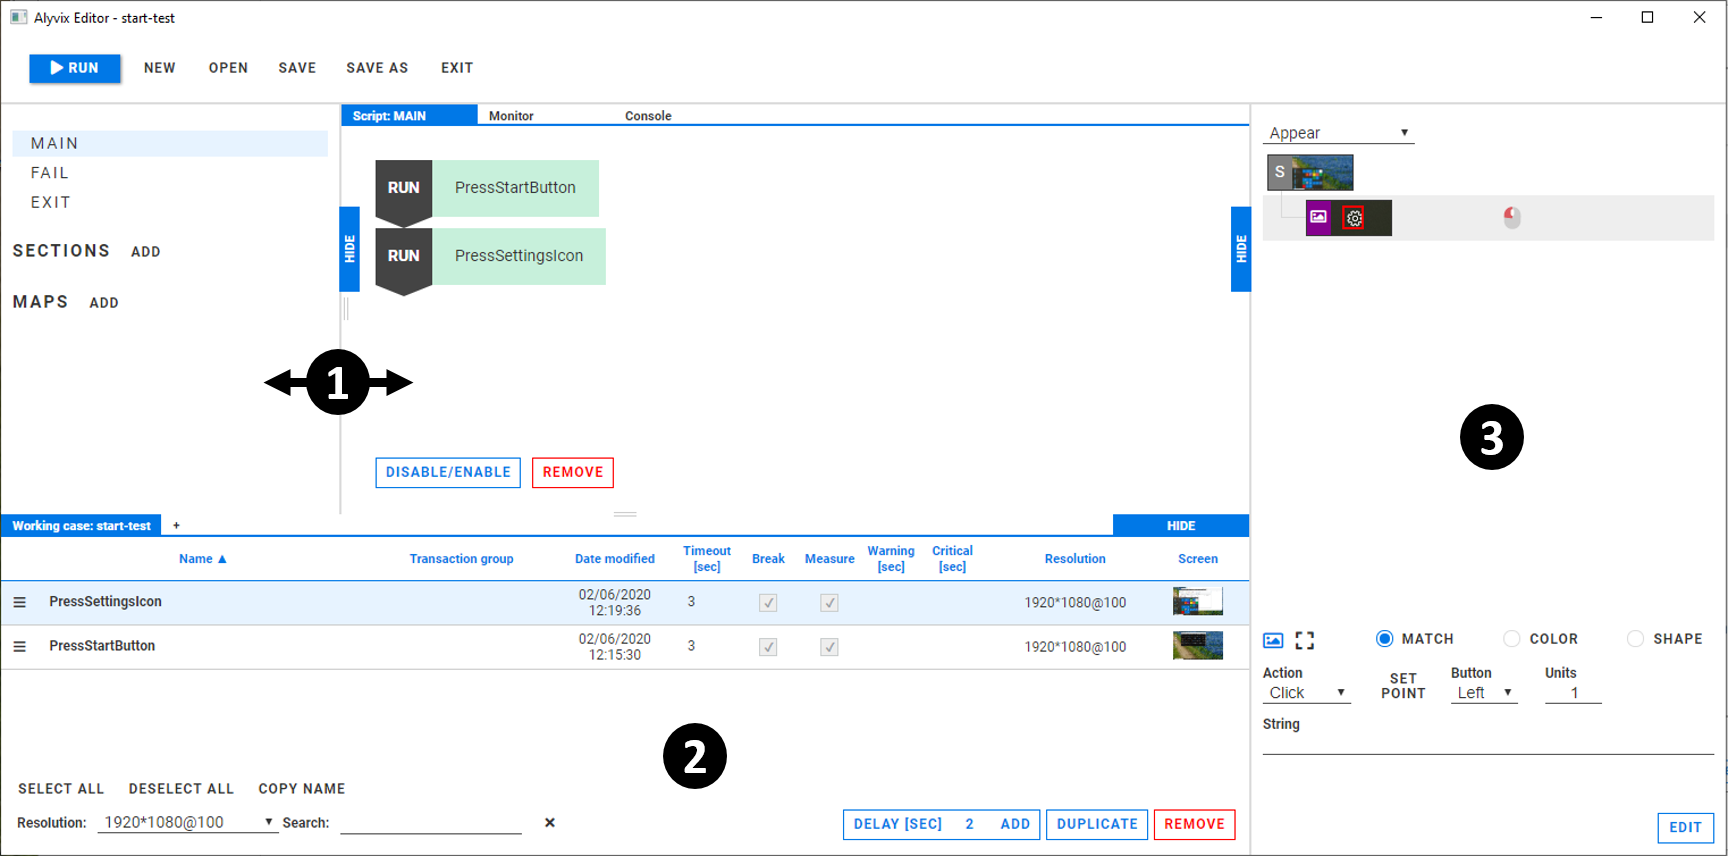 Alyvix Editor - start-test
RUN NEW OPEN SAVE SAVE AS EXIT
MAIN
FAIL
EXIT
SECTIONS ADD
MAPS ADD
Script: MAIN Monitor Console
RUN PressStartButton
RUN PressSettingsIcon
HIDE
HIDE
1
DISABLE/ENABLE REMOVE
Appear
S
3
Working case: start-test + HIDE
Name ▲ Transaction group Date modified Timeout [sec] Break Measure Warning [sec] Critical [sec] Resolution Screen
PressSettingsIcon 02/06/2020 12:19:36 3 1920*1080@100
PressStartButton 02/06/2020 12:15:30 3 1920*1080@100
2
SELECT ALL DESELECT ALL COPY NAME
Resolution: 1920*1080@100 Search:
DELAY [SEC] 2 ADD DUPLICATE REMOVE
MATCH COLOR SHAPE
Action Click
SET POINT
Button Left
Units 1
String
EDIT